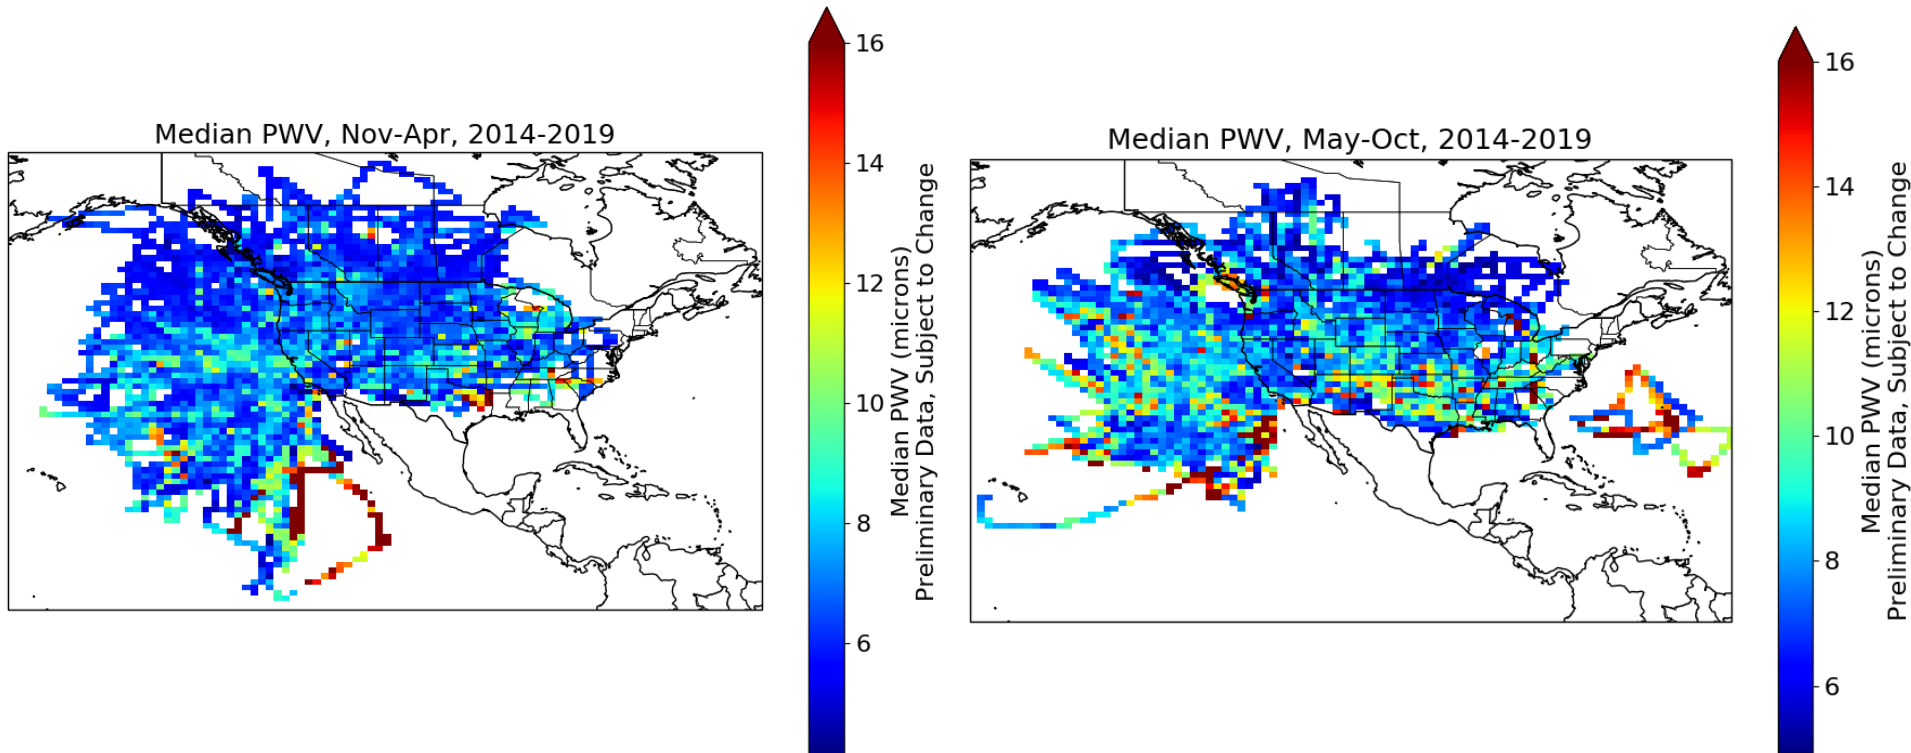 Median PWV, Nov-Apr, 2014-2019
16
14
12
10
8
6
Median PWV (microns)
Preliminary Data, Subject to Change
Median PWV, May-Oct, 2014-2019
16
14
12
10
8
6
Median PWV (microns)
Preliminary Data, Subject to Change